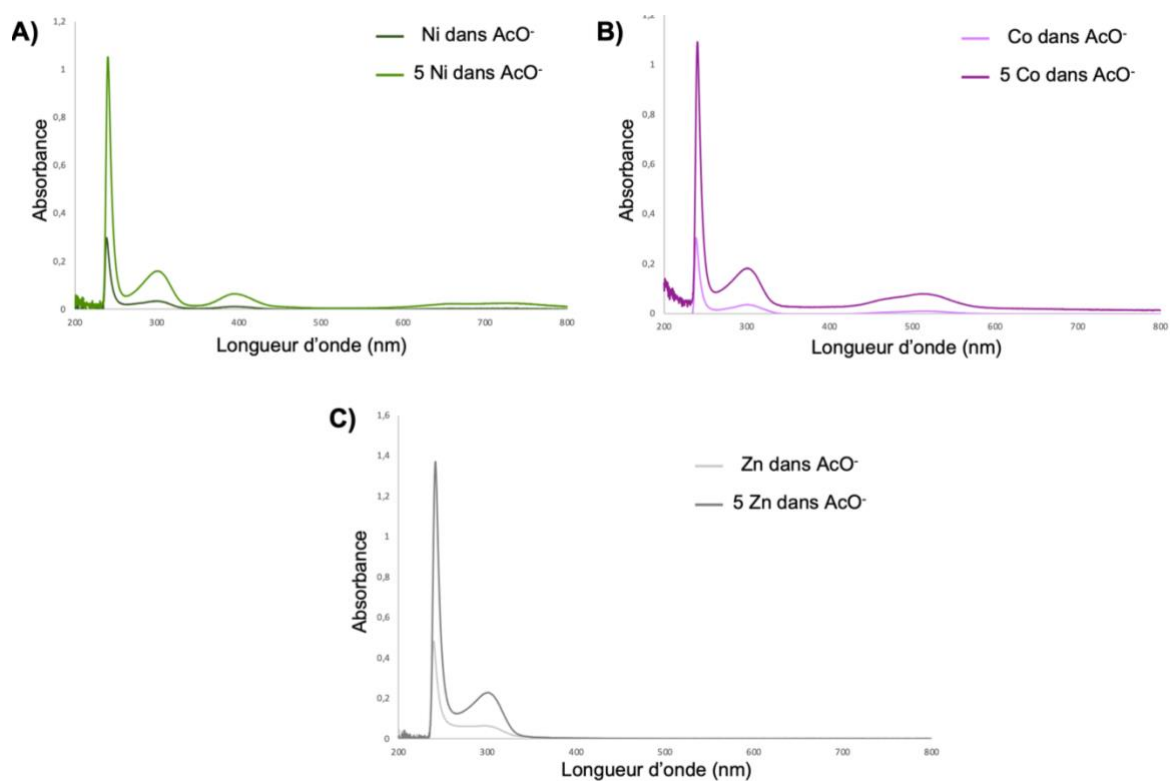 A)
1,2
1
0,8
0,6
0,4
0,2
0
Absorbance
200 300 400 500 600 700 800
Longueur d'onde (nm)
Ni dans AcO⁻
5 Ni dans AcO⁻
B)
1
0,8
0,6
0,4
0,2
0
Absorbance
200 300 400 500 600 700 800
Longueur d'onde (nm)
Co dans AcO⁻
5 Co dans AcO⁻
C)
1,6
1,4
1,2
1
0,8
0,6
0,4
0,2
0
Absorbance
200 300 400 500 600 700 800
Longueur d'onde (nm)
Zn dans AcO⁻
5 Zn dans AcO⁻